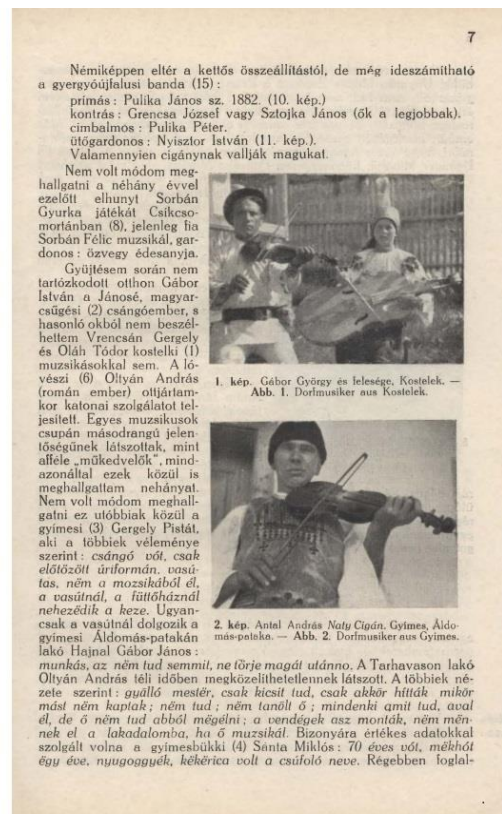 7
Némiképpen eltér a kettős összeállítástól, de még ideszámítható
a gyergyóújfalusi banda (15) :
prímás : Pulika János sz. 1882. (10. kép.)
kontrás : Grencsa József vagy Sztojka János (ők a legjobbak).
cimbalmos : Pulika Péter.
ütőgardonos : Nyisztor István (11. kép.).
Valamennyien cigánynak vallják magukat.
Nem volt módom meg-
hallgatni a néhány évvel
ezelőtt elhunyt Sorbán
Gyurka játékát Csíkcso-
mortánban (8), jelenleg fia
Sorbán Félic muzsikál, gar-
donos : özvegy édesanyja.
Gyüjtésem során nem
tartózkodott otthon Gábor
István a Jánosé, magyar-
csügési (2) csángóember, s
hasonló okból nem beszél-
hettem Vrencsán Gergely
és Oláh Tódor kostelki (1)
muzsikásokkal sem. A ló-
vészi (6) Oltyán András
(román ember) ottjártam-
kor katonai szolgálatot tel-
jesített. Egyes muzsikusok
csupán másodrangú jelen-
tőségűnek látszottak, mint
afféle „műkedvelők“, mind-
azonáltal ezek közül is
meghallgattam nehányat.
Nem volt módom meghall-
gatni ez utóbbiak közül a
gyimesi (3) Gergely Pistát,
aki a többiek véleménye
szerint : csángó vót, csak
előtözött úriformán, vasú-
tas, nëm a mozsikából él,
a vasútnál, a fűttőháznál
nehezëdik a keze. Ugyan-
csak a vasútnál dolgozik a
gyimesi Áldomás-patakán
lakó Hajnal Gábor János :
1. kép. Gábor György és felesége, Kostelek. —
Abb. 1. Dorfmusiker aus Kostelek.
2. kép. Antal András Naty Cigán, Gyimes, Áldo-
más-pataka. — Abb. 2. Dorfmusiker aus Gyimes.
munkás, az nëm tud semmit, ne törje magát utánno. A Tarhavason lakó
Oltyán András téli időben megközelíthetetlennek látszott. A többiek né-
zete szerint : gyálló mestër, csak kicsit tud, csak akkór hítták mikór
mást nëm kaptak ; nëm tud ; nëm tanólt ő ; mindenki amit tud, avval
él, de ő nëm tud abból mëgélni ; a vendégek asz monták, nëm mën-
nek el a lakadalomba, ha ő muzsikál. Bizonyára értékes adatokkal
szolgált volna a gyimesbükki (4) Sánta Miklós : 70 éves vót, mëkhót
ëgy éve, nyugoggyék, kékërica volt a csúfoló neve. Régebben foglal-